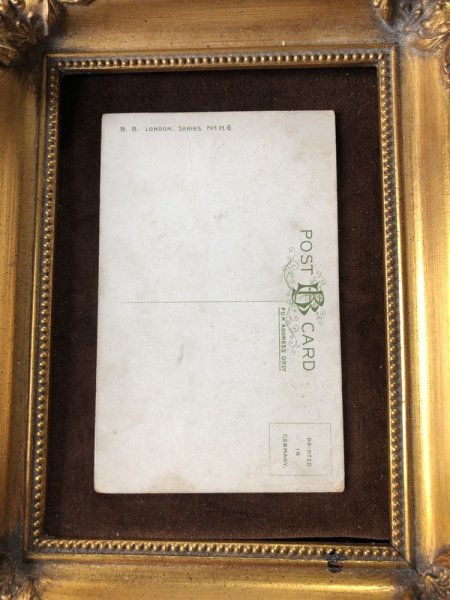 B. B. LONDON. SERIES Nº H.6.
POST B CARD
FOR ADDRESS ONLY
PRINTED
IN
GERMANY.